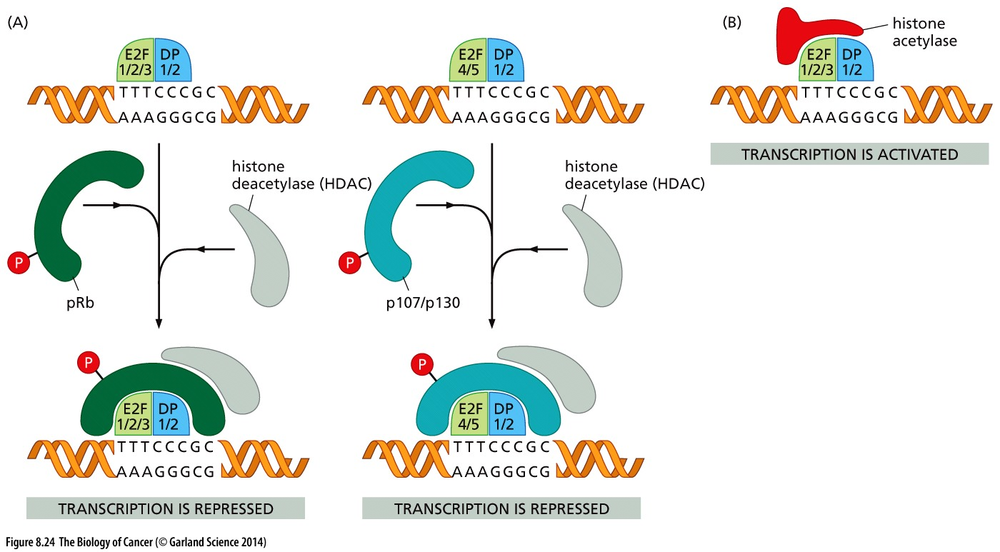 (A)
E2F
1/2/3
DP
1/2
TTTCCCGC
AAAGGGCG
pRb
P
histone
deacetylase (HDAC)
P
E2F
1/2/3
DP
1/2
TTTCCCGC
AAAGGGCG
TRANSCRIPTION IS REPRESSED
E2F
4/5
DP
1/2
TTTCCCGC
AAAGGGCG
P
p107/p130
histone
deacetylase (HDAC)
P
E2F
4/5
DP
1/2
TTTCCCGC
AAAGGGCG
TRANSCRIPTION IS REPRESSED
(B)
histone
acetylase
E2F
1/2/3
DP
1/2
TTTCCCGC
AAAGGGCG
TRANSCRIPTION IS ACTIVATED
Figure 8.24 The Biology of Cancer (© Garland Science 2014)